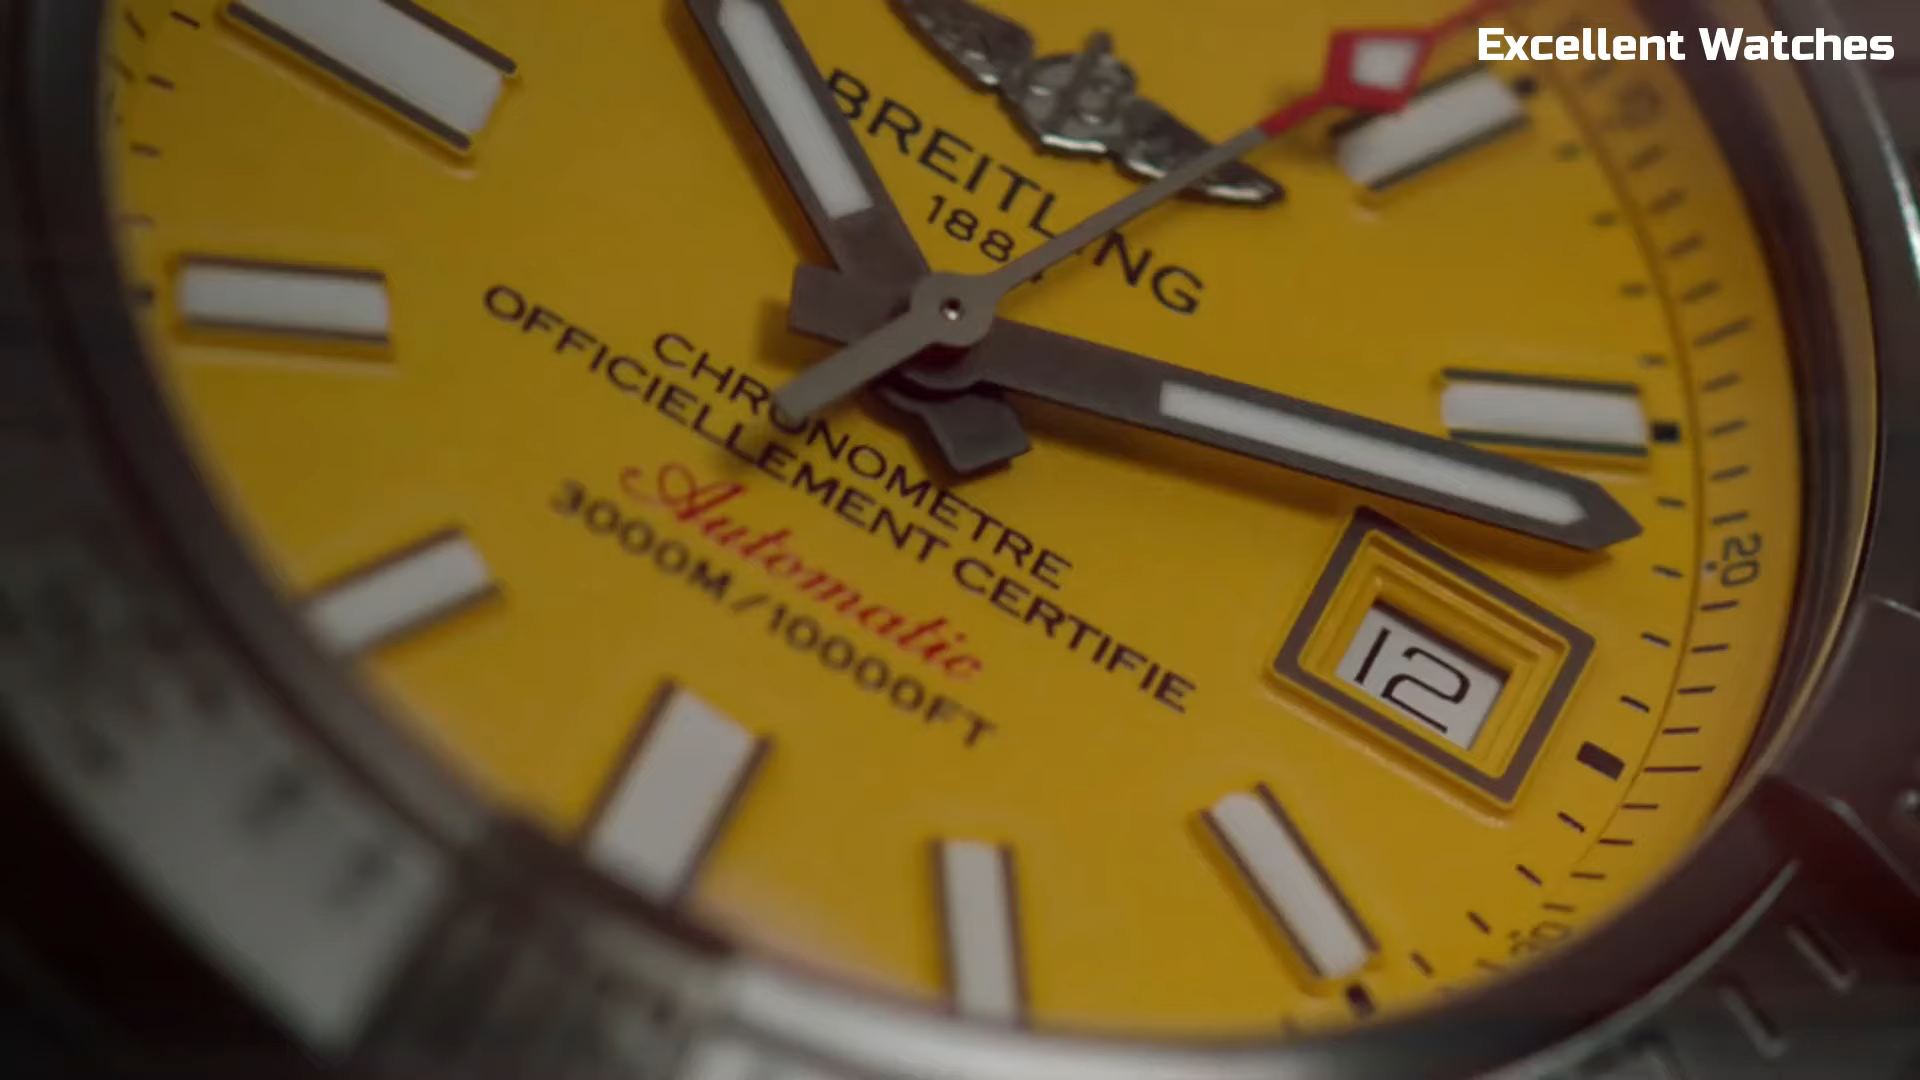 Excellent Watches
BREITLING
1884
CHRONOMETRE
OFFICIELLEMENT CERTIFIE
Automatic
3000M/10000FT
12
20